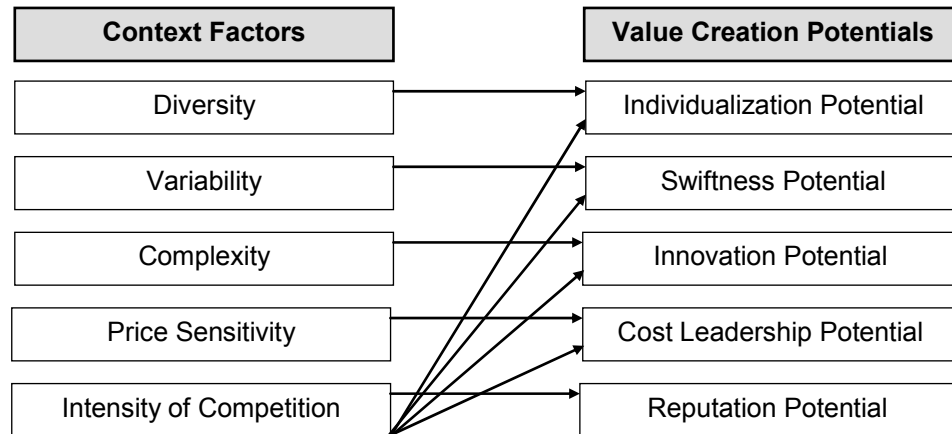 Context Factors
Value Creation Potentials
Diversity
Individualization Potential
Variability
Swiftness Potential
Complexity
Innovation Potential
Price Sensitivity
Cost Leadership Potential
Intensity of Competition
Reputation Potential